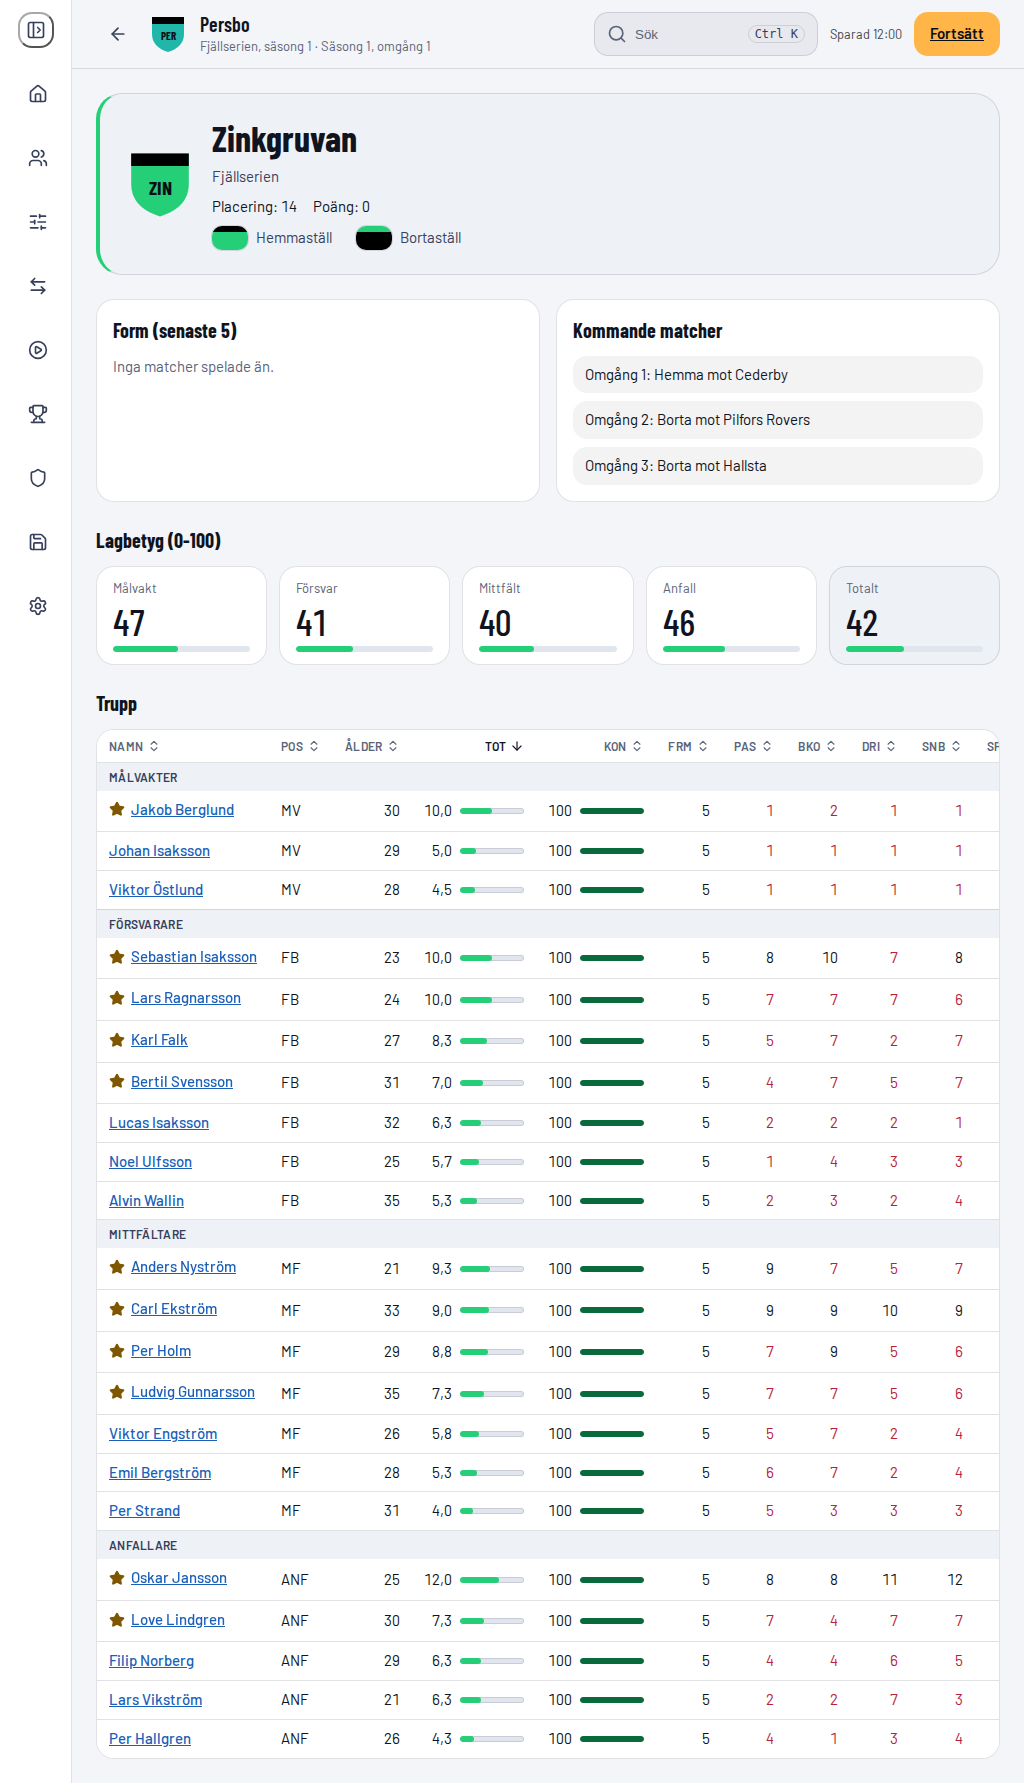 PER
Persbo
Fjällserien, säsong 1 · Säsong 1, omgång 1
Sök
Ctrl K
Sparad 12:00
Fortsätt
ZIN
Zinkgruvan
Fjällserien
Placering: 14 Poäng: 0
Hemmaställ Bortaställ
Form (senaste 5)
Inga matcher spelade än.
Kommande matcher
Omgång 1: Hemma mot Cederby
Omgång 2: Borta mot Pilfors Rovers
Omgång 3: Borta mot Hallsta
Lagbetyg (0-100)
Målvakt
47
Försvar
41
Mittfält
40
Anfall
46
Totalt
42
Trupp
NAMN POS ÅLDER TOT KON FRM PAS BKO DRI SNB
MÅLVAKTER
Jakob Berglund MV 30 10,0 100 5 1 2 1 1
Johan Isaksson MV 29 5,0 100 5 1 1 1 1
Viktor Östlund MV 28 4,5 100 5 1 1 1 1
FÖRSVARARE
Sebastian Isaksson FB 23 10,0 100 5 8 10 7 8
Lars Ragnarsson FB 24 10,0 100 5 7 7 7 6
Karl Falk FB 27 8,3 100 5 5 7 2 7
Bertil Svensson FB 31 7,0 100 5 4 7 5 7
Lucas Isaksson FB 32 6,3 100 5 2 2 2 1
Noel Ulfsson FB 25 5,7 100 5 1 4 3 3
Alvin Wallin FB 35 5,3 100 5 2 3 2 4
MITTFÄLTARE
Anders Nyström MF 21 9,3 100 5 9 7 5 7
Carl Ekström MF 33 9,0 100 5 9 9 10 9
Per Holm MF 29 8,8 100 5 7 9 5 6
Ludvig Gunnarsson MF 35 7,3 100 5 7 7 5 6
Viktor Engström MF 26 5,8 100 5 5 7 2 4
Emil Bergström MF 28 5,3 100 5 6 7 2 4
Per Strand MF 31 4,0 100 5 5 3 3 3
ANFALLARE
Oskar Jansson ANF 25 12,0 100 5 8 8 11 12
Love Lindgren ANF 30 7,3 100 5 7 4 7 7
Filip Norberg ANF 29 6,3 100 5 4 4 6 5
Lars Vikström ANF 21 6,3 100 5 2 2 7 3
Per Hallgren ANF 26 4,3 100 5 4 1 3 4